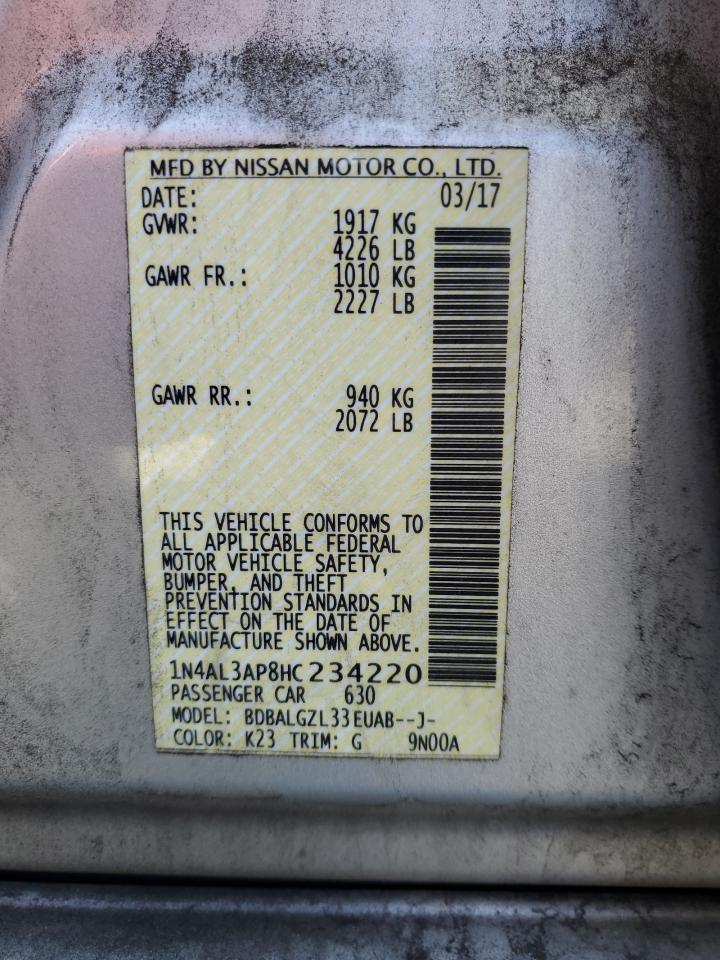 MFD BY NISSAN MOTOR CO., LTD.
DATE: 03/17
GVWR: 1917 KG
4226 LB
GAWR FR.: 1010 KG
2227 LB
GAWR RR.: 940 KG
2072 LB
THIS VEHICLE CONFORMS TO
ALL APPLICABLE FEDERAL
MOTOR VEHICLE SAFETY,
BUMPER, AND THEFT
PREVENTION STANDARDS IN
EFFECT ON THE DATE OF
MANUFACTURE SHOWN ABOVE.
1N4AL3AP8HC234220
PASSENGER CAR 630
MODEL: BDBALGZL33EUAB--J-
COLOR: K23 TRIM: G 9N00A